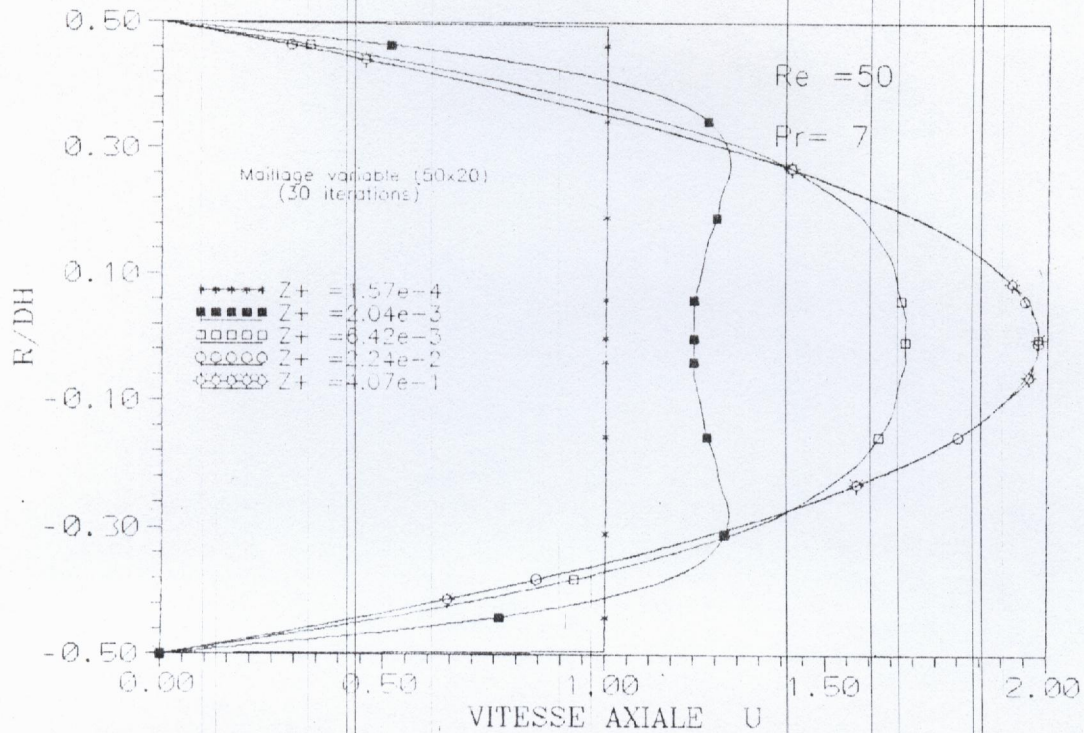 0.50
Re =50
0.30
Pr= 7
Maillage variable (50x20)
(30 iterations)
0.10
Z+ =1.57e-4
Z+ =2.04e-3
Z+ =6.42e-3
Z+ =2.24e-2
Z+ =4.07e-1
R/DH
-0.10
-0.30
-0.50
0.00 0.50 1.00 1.50 2.00
VITESSE AXIALE U